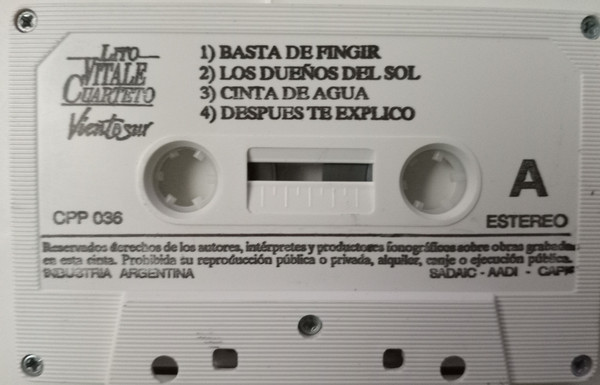 LITO
VITALE
CUARTETO
Viento sur
1) BASTA DE FINGIR
2) LOS DUEÑOS DEL SOL
3) CINTA DE AGUA
4) DESPUES TE EXPLICO
A
CPP 036
ESTEREO
Reservados derechos de los autores, intérpretes y productores fonográficos sobre obras grabadas
en esta cinta. Prohibida su reproducción pública o privada, alquiler, canje o ejecución pública.
INDUSTRIA ARGENTINA
SADAIC - AADI - CAPIF